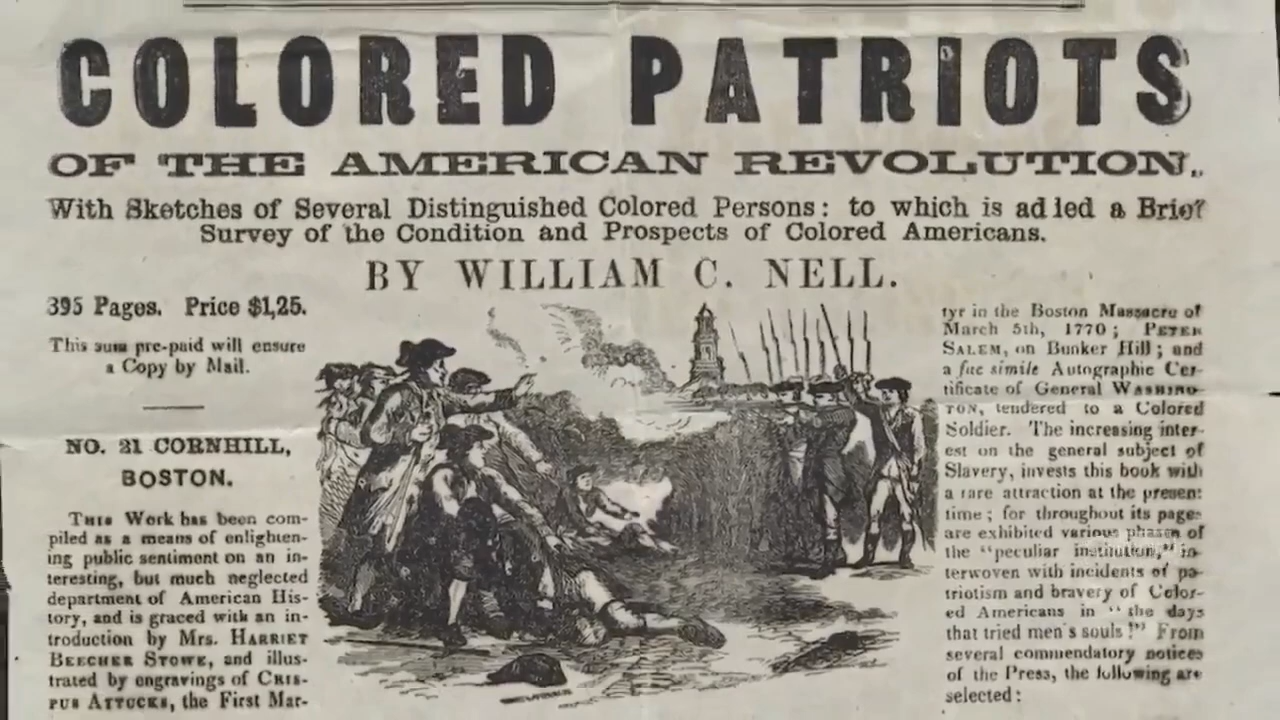 COLORED PATRIOTS
OF THE AMERICAN REVOLUTION.
With Sketches of Several Distinguished Colored Persons: to which is ad led a Brief
Survey of the Condition and Prospects of Colored Americans.
BY WILLIAM C. NELL.
395 Pages. Price $1,25.
This sum pre-paid will ensure
a Copy by Mail.
NO. 21 CORNHILL,
BOSTON.
THIS Work has been com-
piled as a means of enlighten-
ing public sentiment on an in-
teresting, but much neglected
department of American His-
tory, and is graced with an in-
troduction by Mrs. HARRIET
BEECHER STOWE, and illus-
trated by engravings of CRIS-
PUS ATTUCKS, the First Mar-
tyr in the Boston Massacre of
March 5th, 1770; PETER
SALEM, on Bunker Hill; and
a fac simile Autographic Cer-
tificate of General WASHING-
TON, tendered to a Colored
Soldier. The increasing inter-
est on the general subject of
Slavery, invests this book with
a rare attraction at the present
time; for throughout its page
are exhibited various phases of
the "peculiar institution," in-
terwoven with incidents of pa-
triotism and bravery of Color-
ed Americans in "the days
that tried men's souls!" From
several commendatory notices
of the Press, the following are
selected: